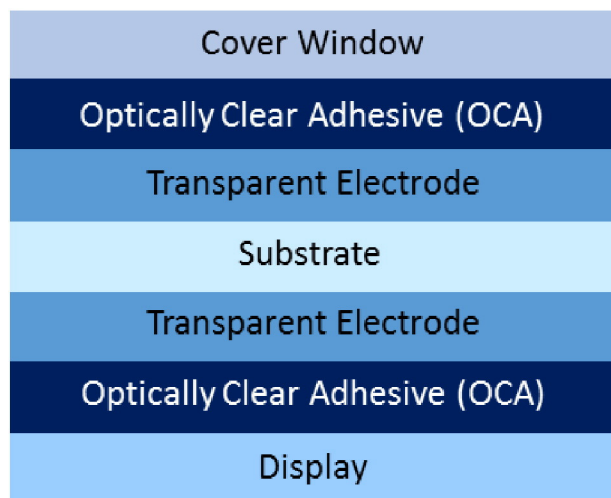 Cover Window
Optically Clear Adhesive (OCA)
Transparent Electrode
Substrate
Transparent Electrode
Optically Clear Adhesive (OCA)
Display